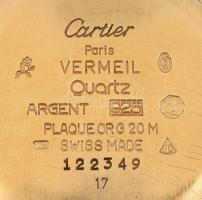 Cartier
Paris
VERMEIL
Quartz
ARGENT 925
PLAQUE OR G 20 M
SWISS MADE
122349
17